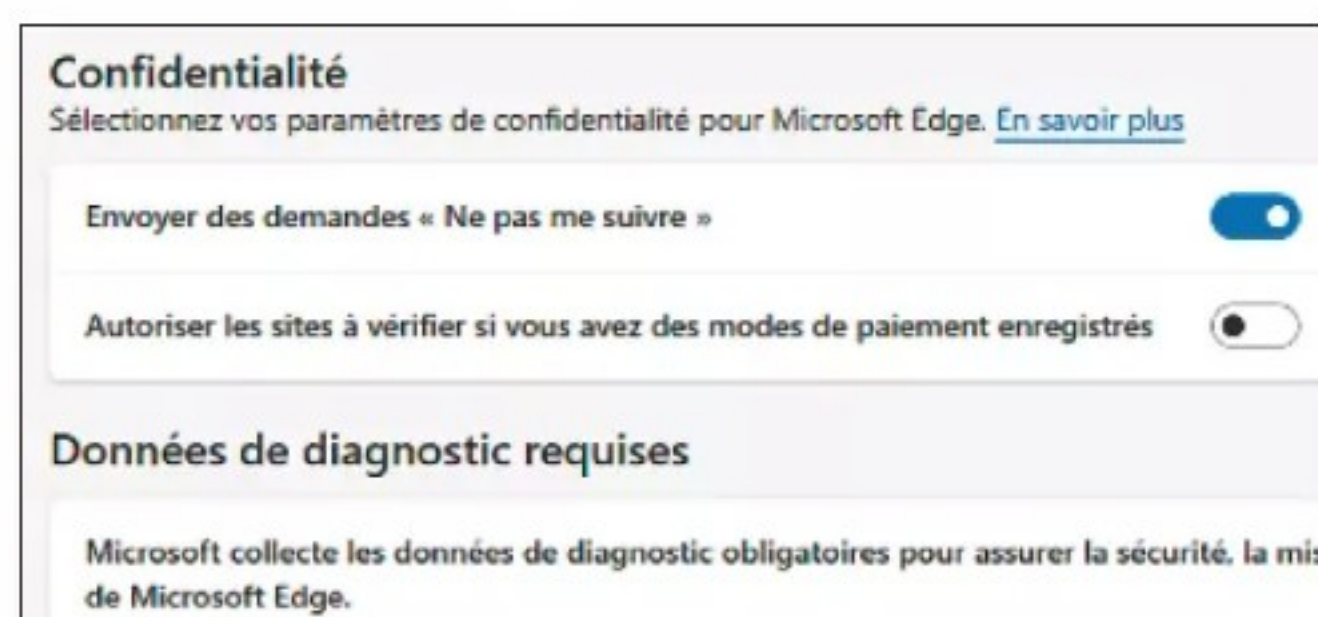 Confidentialité
Sélectionnez vos paramètres de confidentialité pour Microsoft Edge. En savoir plus
Envoyer des demandes « Ne pas me suivre »
Autoriser les sites à vérifier si vous avez des modes de paiement enregistrés
Données de diagnostic requises
Microsoft collecte les données de diagnostic obligatoires pour assurer la sécurité, la
de Microsoft Edge.